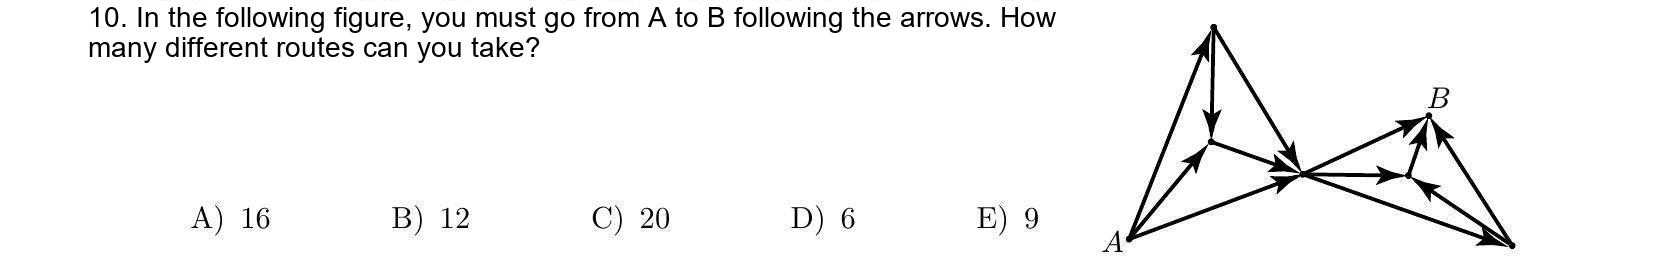 10. In the following figure, you must go from A to B following the arrows. How
many different routes can you take?
B
A) 16 B) 12 C) 20 D) 6 E) 9
A